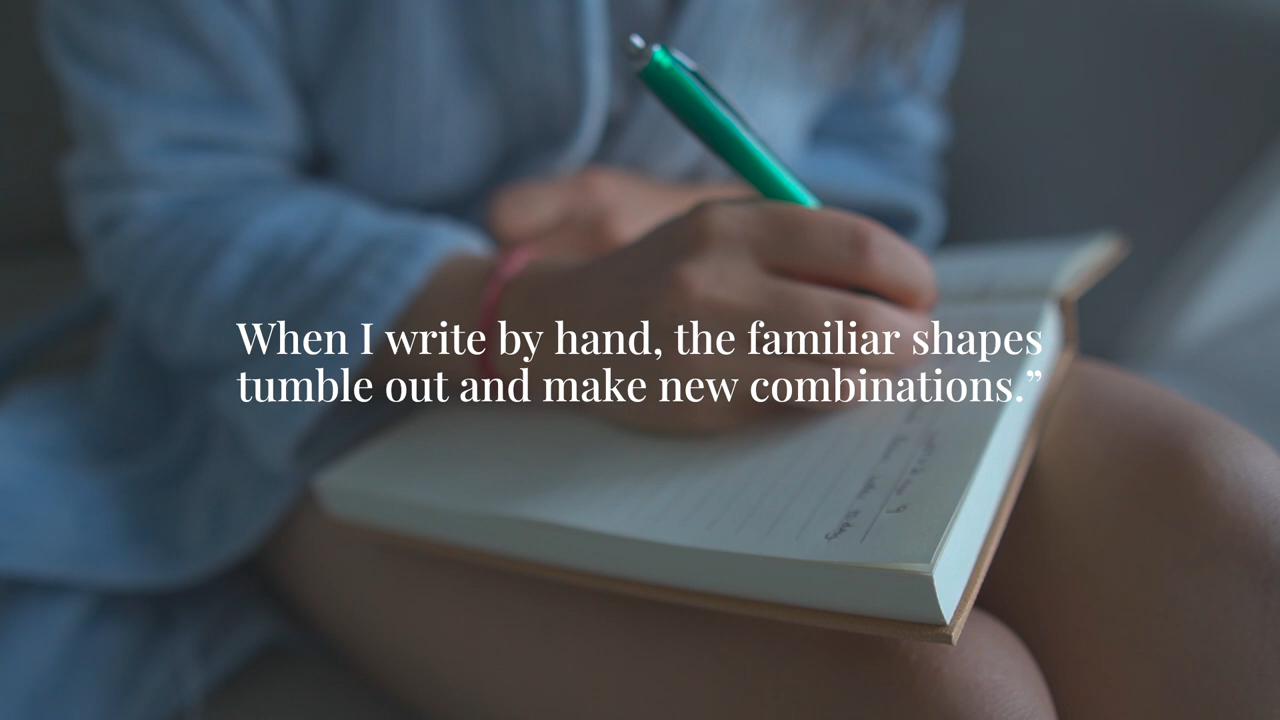 When I write by hand, the familiar shapes
tumble out and make new combinations.”